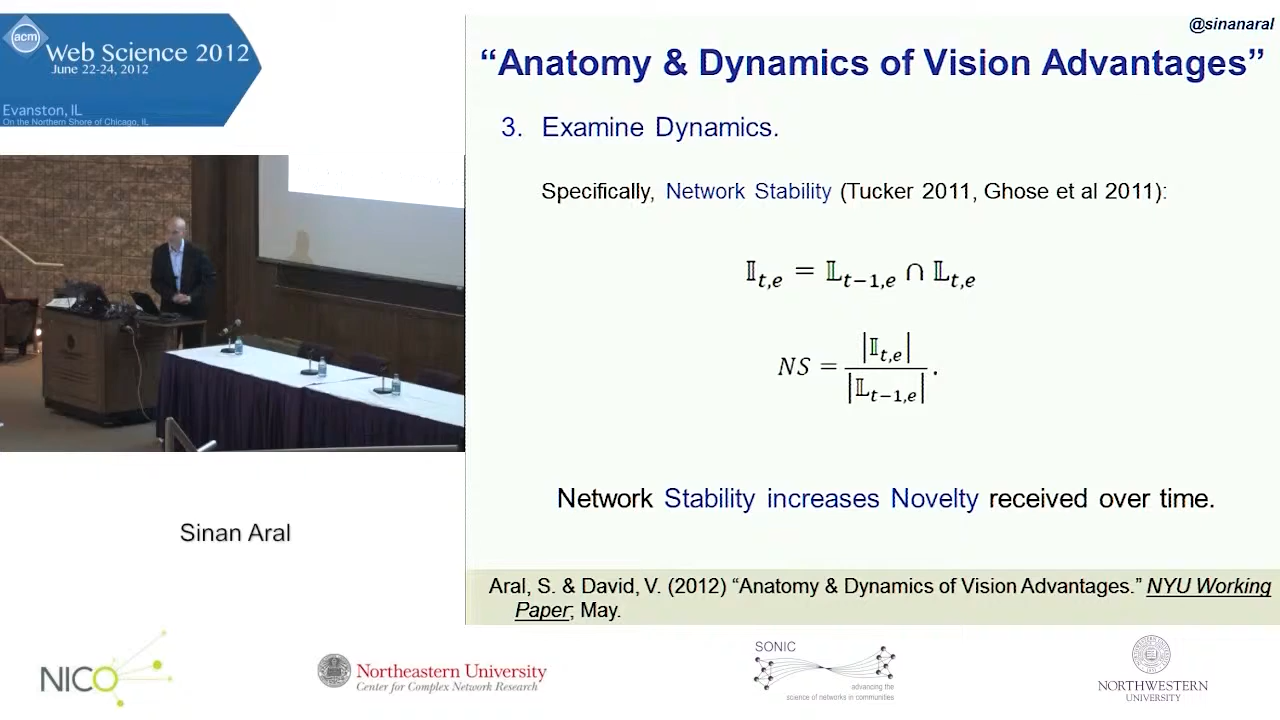 acm
Web Science 2012
June 22-24, 2012
Evanston, IL
On the Northern Shore of Chicago, IL
@sinanaral
“Anatomy & Dynamics of Vision Advantages”
3. Examine Dynamics.
Specifically, Network Stability (Tucker 2011, Ghose et al 2011):
𝕀t,e = 𝕃t−1,e ∩ 𝕃t,e
NS = |𝕀t,e| / |𝕃t−1,e| .
Network Stability increases Novelty received over time.
Sinan Aral
Aral, S. & David, V. (2012) “Anatomy & Dynamics of Vision Advantages.” NYU Working
Paper; May.
NICO
Northeastern University
Center for Complex Network Research
SONIC
advancing the
science of networks in communities
NORTHWESTERN
UNIVERSITY